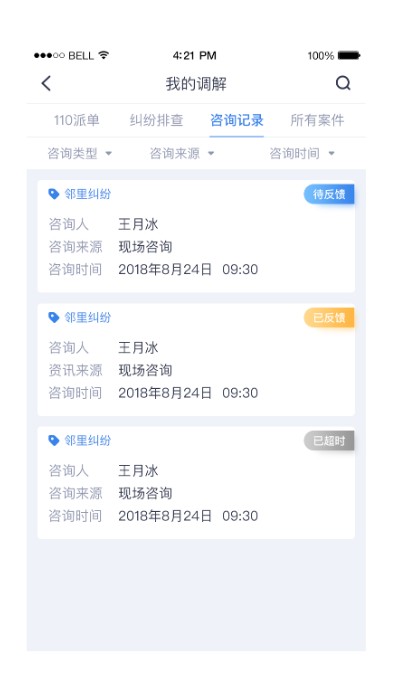 BELL 4:21 PM 100%
我的调解
110派单 纠纷排查 咨询记录 所有案件
咨询类型 咨询来源 咨询时间
邻里纠纷 待反馈
咨询人 王月冰
咨询来源 现场咨询
咨询时间 2018年8月24日 09:30
邻里纠纷 已反馈
咨询人 王月冰
资讯来源 现场咨询
咨询时间 2018年8月24日 09:30
邻里纠纷 已超时
咨询人 王月冰
咨询来源 现场咨询
咨询时间 2018年8月24日 09:30